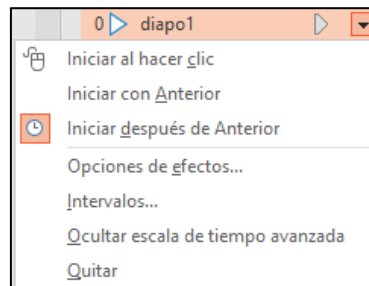 0 diapo1
Iniciar al hacer clic
Iniciar con Anterior
Iniciar después de Anterior
Opciones de efectos...
Intervalos...
Ocultar escala de tiempo avanzada
Quitar